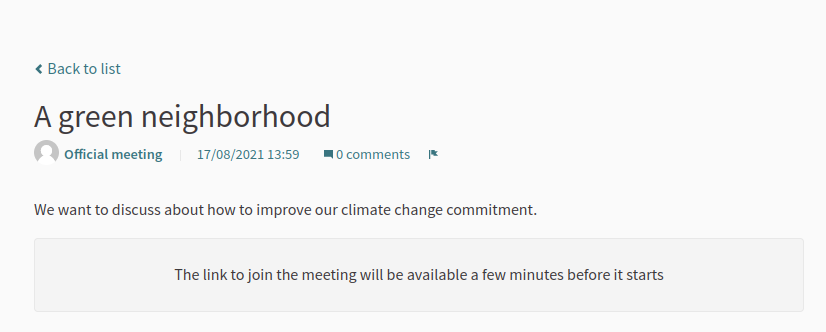 Back to list
A green neighborhood
Official meeting 17/08/2021 13:59 0 comments
We want to discuss about how to improve our climate change commitment.
The link to join the meeting will be available a few minutes before it starts